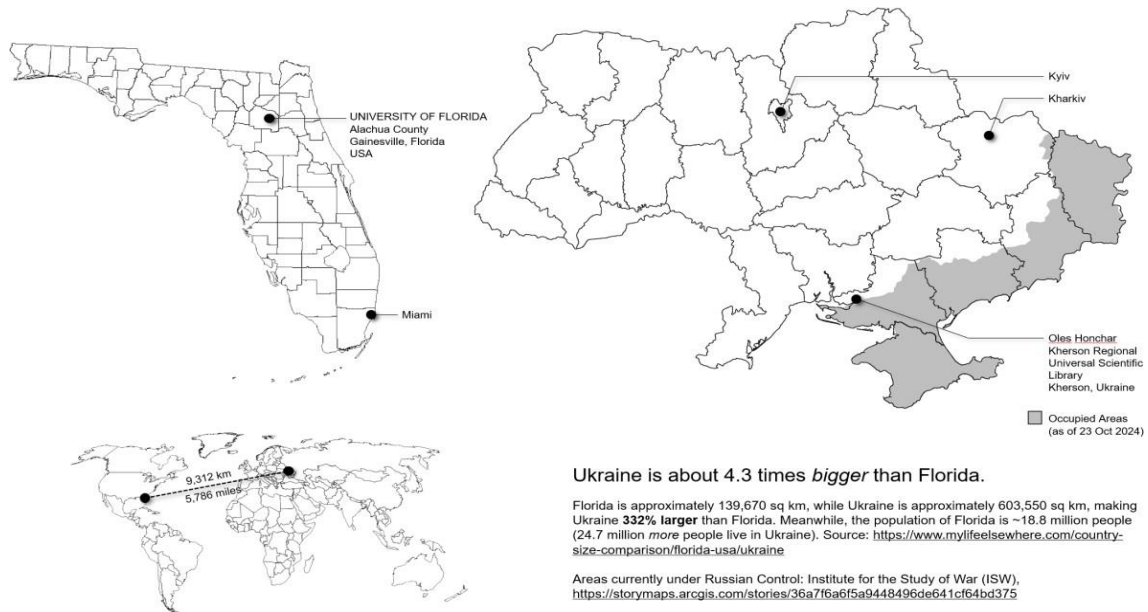 UNIVERSITY OF FLORIDA
Alachua County
Gainesville, Florida
USA
Miami
Kyiv
Kharkiv
Oles Honchar
Kherson Regional
Universal Scientific
Library
Kherson, Ukraine
Occupied Areas
(as of 23 Oct 2024)
9,312 km
5,786 miles
Ukraine is about 4.3 times bigger than Florida.
Florida is approximately 139,670 sq km, while Ukraine is approximately 603,550 sq km, making
Ukraine 332% larger than Florida. Meanwhile, the population of Florida is ~18.8 million people
(24.7 million more people live in Ukraine). Source: https://www.mylifeelsewhere.com/country-
size-comparison/florida-usa/ukraine
Areas currently under Russian Control: Institute for the Study of War (ISW),
https://storymaps.arcgis.com/stories/36a7f6a6f5a9448496de641cf64bd375